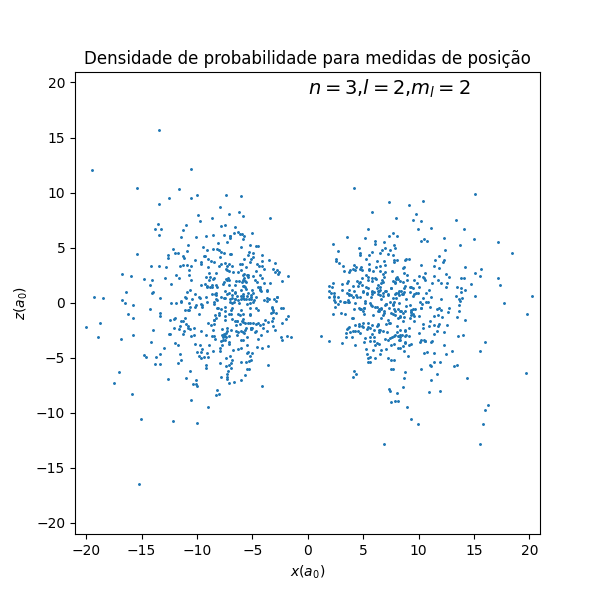 Densidade de probabilidade para medidas de posição
n = 3,l = 2,m_l = 2
20
15
10
5
0
−5
−10
−15
−20
z(a_0)
−20 −15 −10 −5 0 5 10 15 20
x(a_0)